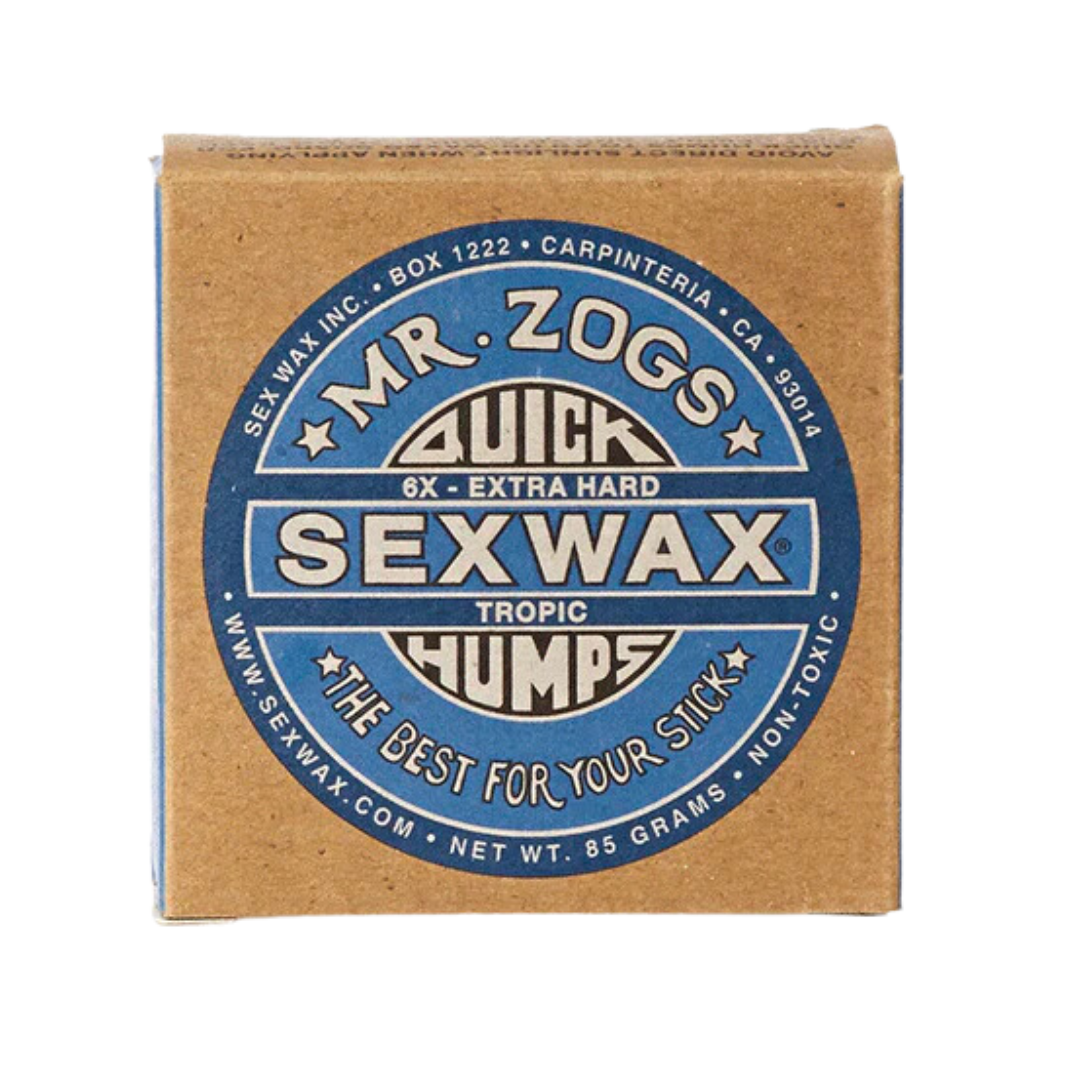 AVOID DIRECT SUNLIGHT WHEN APPLYING
SEX WAX INC. • BOX 1222 • CARPINTERIA • CA • 93014
MR. ZOGS
QUICK
6X - EXTRA HARD
SEXWAX®
TROPIC
HUMPS
THE BEST FOR YOUR STICK
• WWW.SEXWAX.COM • NET WT. 85 GRAMS • NON-TOXIC •